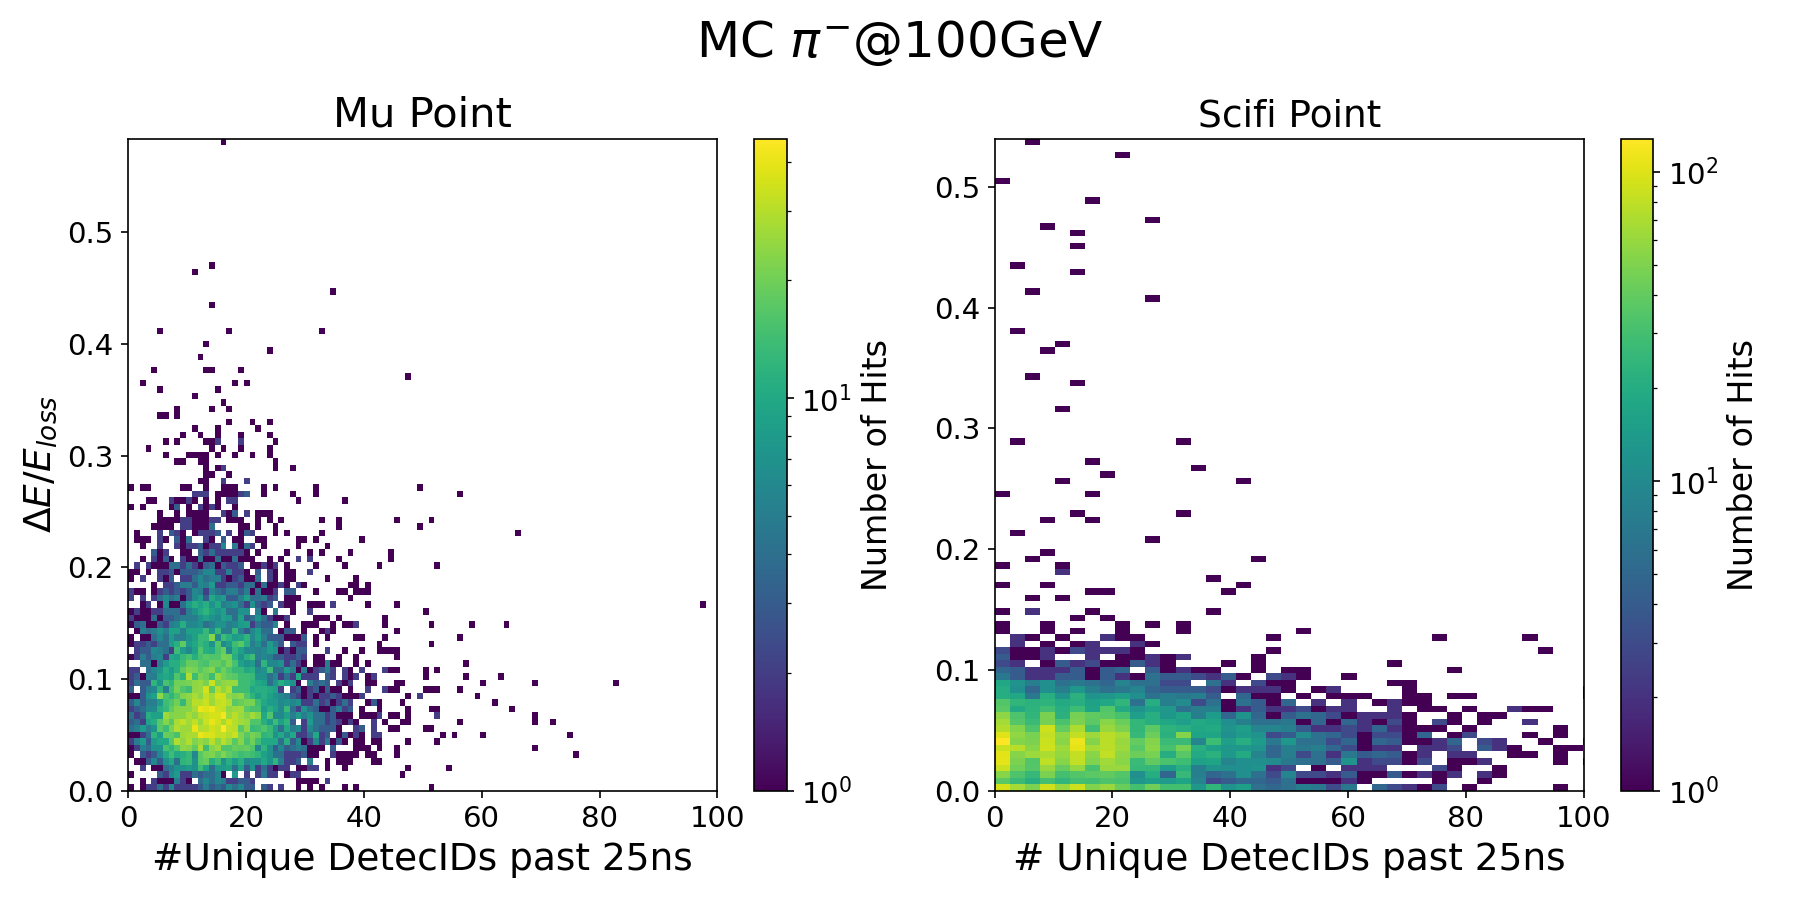 MC π⁻@100GeV
Mu Point
Scifi Point
ΔE/E_loss
0.5
0.4
0.3
0.2
0.1
0.0
0 20 40 60 80 100
#Unique DetecIDs past 25ns
10¹
10⁰
Number of Hits
0.5
0.4
0.3
0.2
0.1
0.0
0 20 40 60 80 100
# Unique DetecIDs past 25ns
10²
10¹
10⁰
Number of Hits